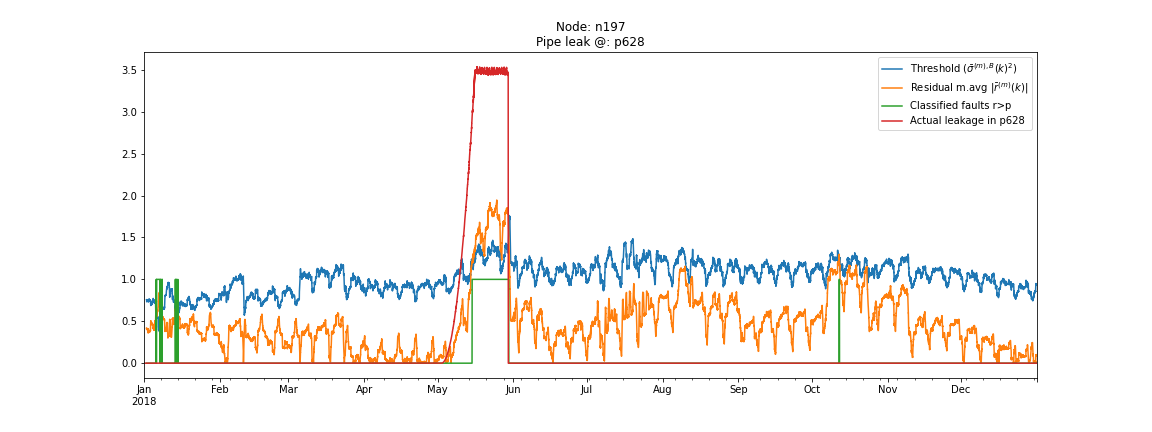 Node: n197
Pipe leak @: p628
Threshold (σ̄⁽ᵐ⁾,ᴮ(k)²)
Residual m.avg |r̄⁽ᵐ⁾(k)|
Classified faults r>p
Actual leakage in p628
3.5
3.0
2.5
2.0
1.5
1.0
0.5
0.0
Jan Feb Mar Apr May Jun Jul Aug Sep Oct Nov Dec
2018